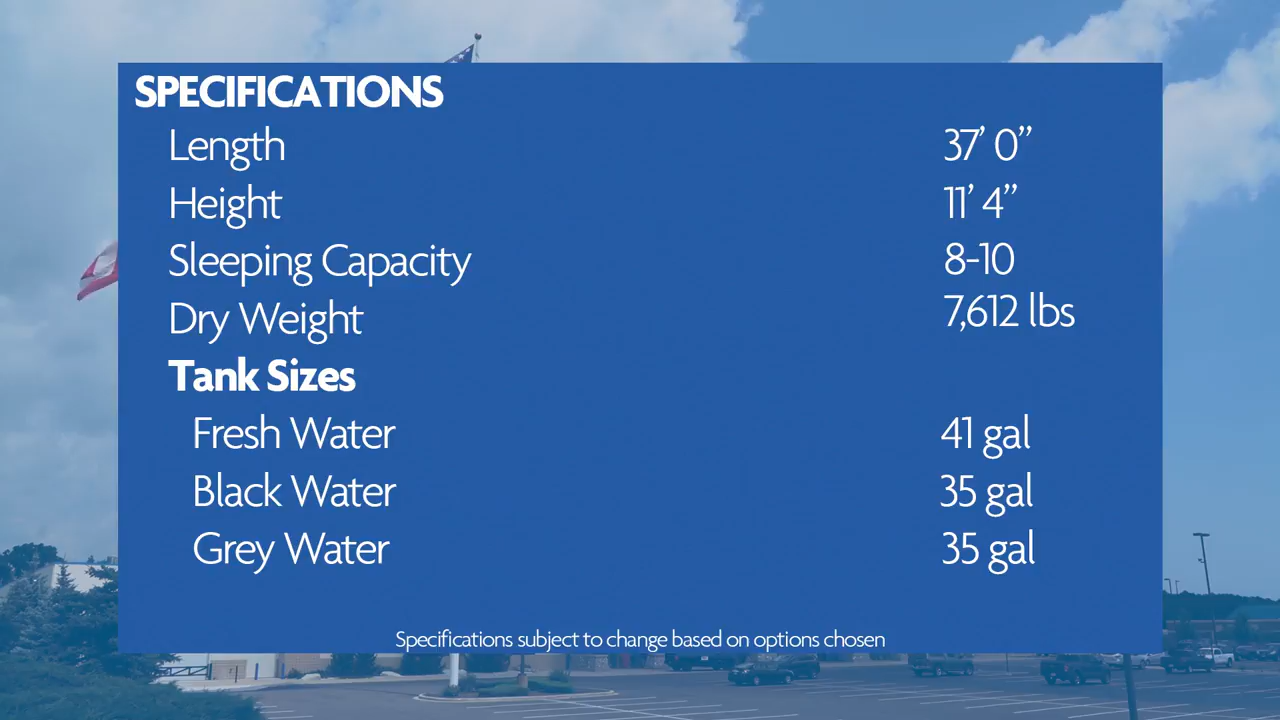 SPECIFICATIONS
Length 37’ 0”
Height 11’ 4”
Sleeping Capacity 8-10
Dry Weight 7,612 lbs
Tank Sizes
Fresh Water 41 gal
Black Water 35 gal
Grey Water 35 gal
Specifications subject to change based on options chosen